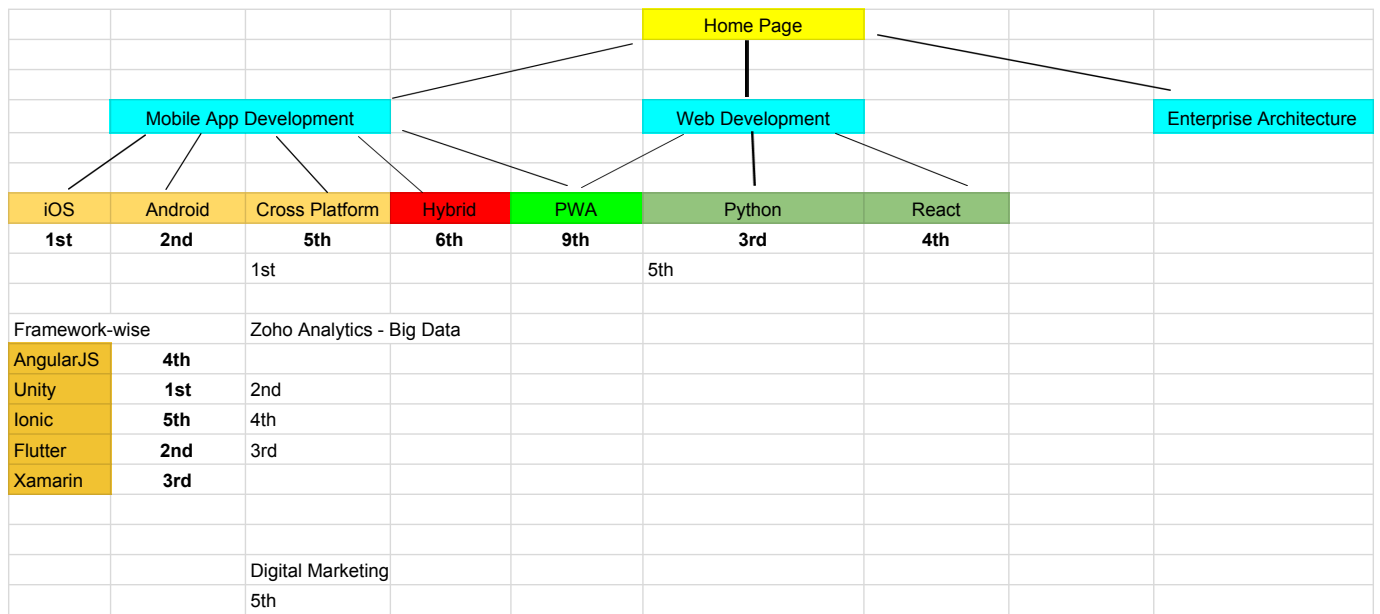 Home Page
Mobile App Development Web Development Enterprise Architecture
iOS Android Cross Platform Hybrid PWA Python React
1st 2nd 5th 6th 9th 3rd 4th
1st 5th
Framework-wise Zoho Analytics - Big Data
AngularJS 4th
Unity 1st 2nd
Ionic 5th 4th
Flutter 2nd 3rd
Xamarin 3rd
Digital Marketing
5th